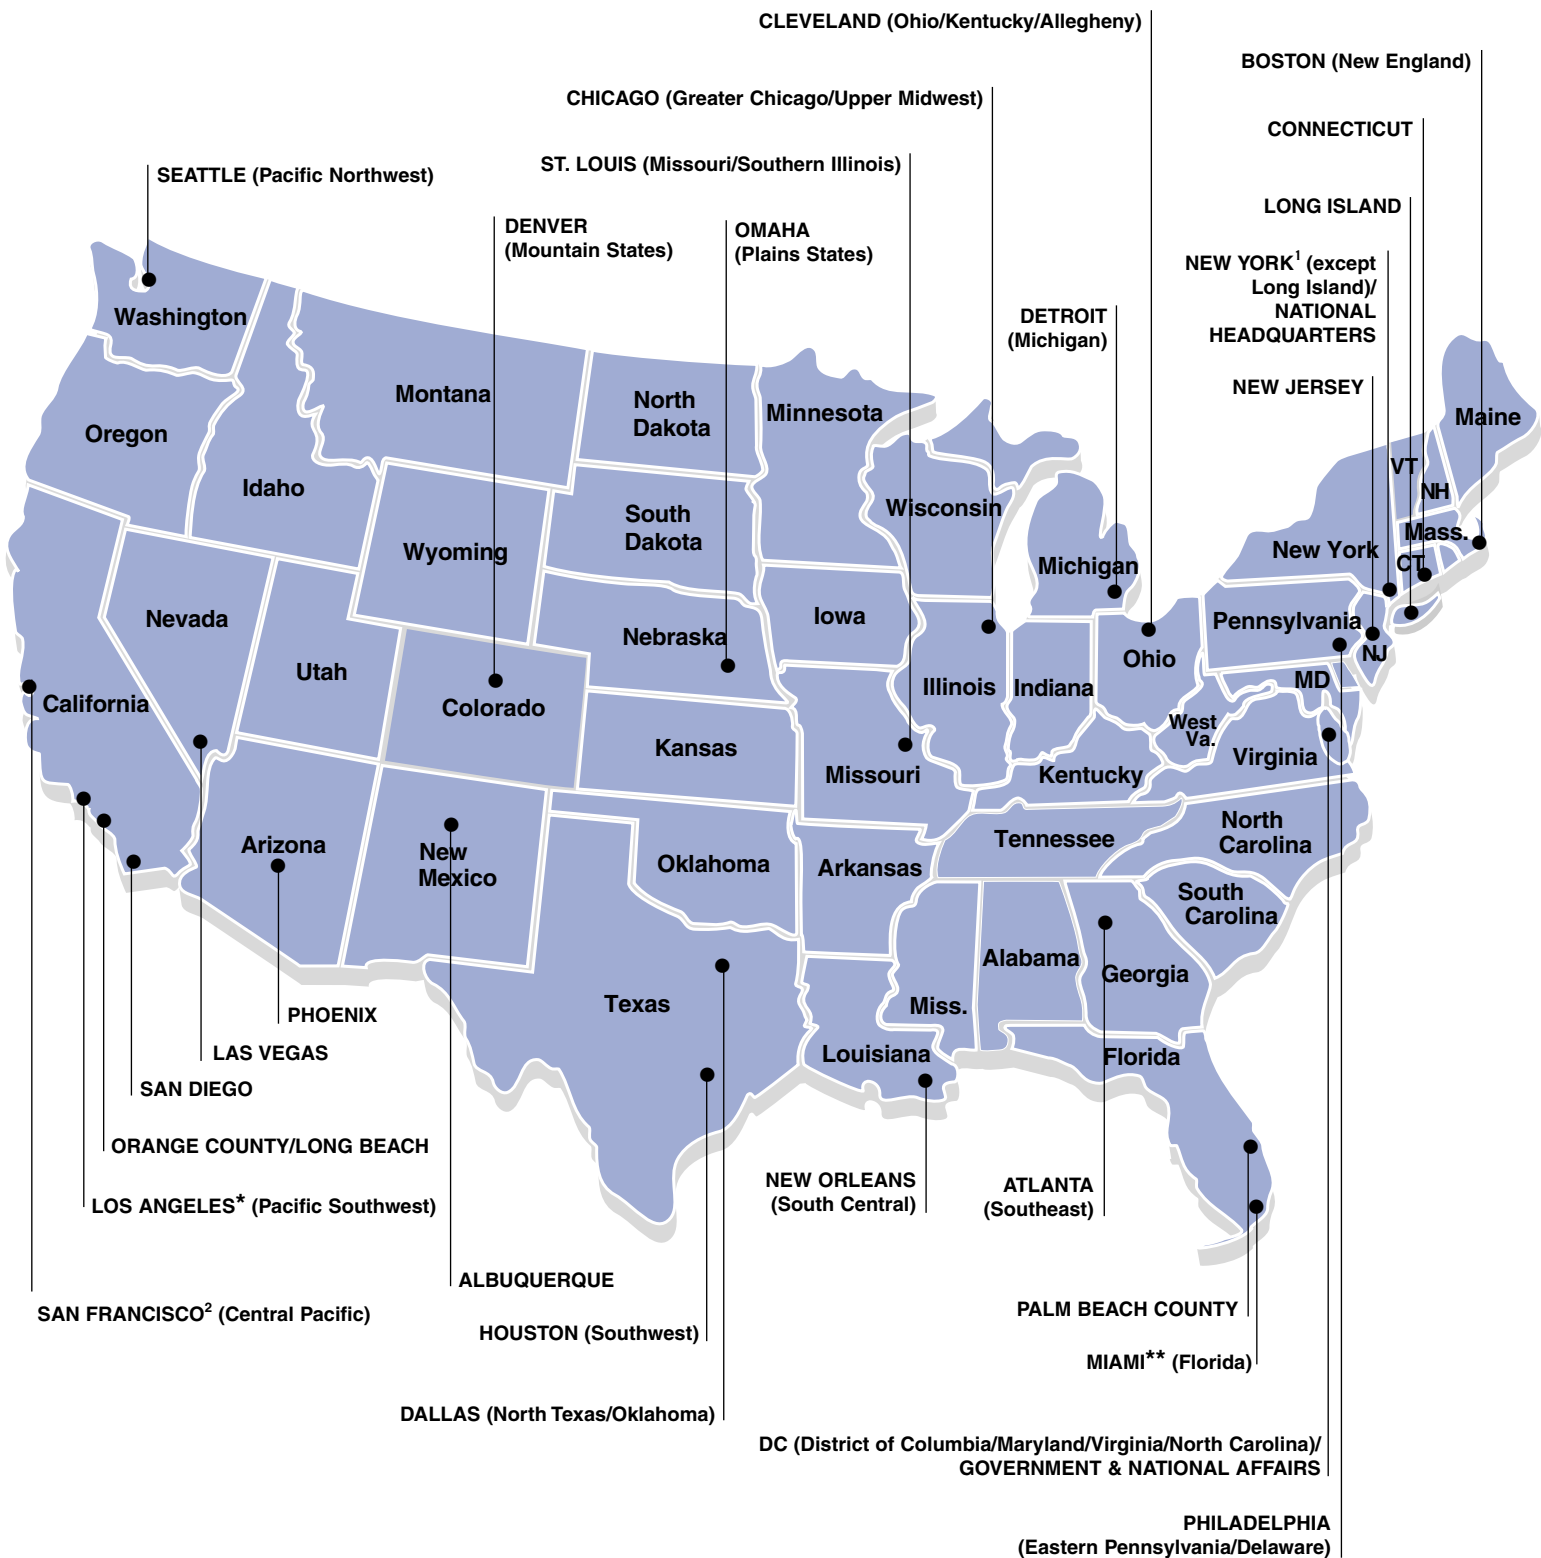 CLEVELAND (Ohio/Kentucky/Allegheny)
BOSTON (New England)
CHICAGO (Greater Chicago/Upper Midwest)
CONNECTICUT
ST. LOUIS (Missouri/Southern Illinois)
SEATTLE (Pacific Northwest)
LONG ISLAND
DENVER
(Mountain States)
OMAHA
(Plains States)
NEW YORK¹ (except
Long Island)/
NATIONAL
HEADQUARTERS
DETROIT
(Michigan)
NEW JERSEY
Washington
Montana
North
Dakota
Minnesota
Maine
Oregon
VT
Idaho
NH
Wisconsin
South
Dakota
Mass.
Wyoming
New York
Michigan
CT
Nevada
Iowa
Pennsylvania
Nebraska
Ohio
NJ
Utah
MD
Illinois
Indiana
California
Colorado
West
Va.
Kansas
Virginia
Missouri
Kentucky
North
Carolina
Tennessee
Arizona
New
Mexico
Oklahoma
Arkansas
South
Carolina
Alabama
Georgia
Texas
Miss.
PHOENIX
LAS VEGAS
Louisiana
Florida
SAN DIEGO
ORANGE COUNTY/LONG BEACH
NEW ORLEANS
(South Central)
ATLANTA
(Southeast)
LOS ANGELES* (Pacific Southwest)
ALBUQUERQUE
SAN FRANCISCO² (Central Pacific)
PALM BEACH COUNTY
HOUSTON (Southwest)
MIAMI** (Florida)
DALLAS (North Texas/Oklahoma)
DC (District of Columbia/Maryland/Virginia/North Carolina)/
GOVERNMENT & NATIONAL AFFAIRS
PHILADELPHIA
(Eastern Pennsylvania/Delaware)